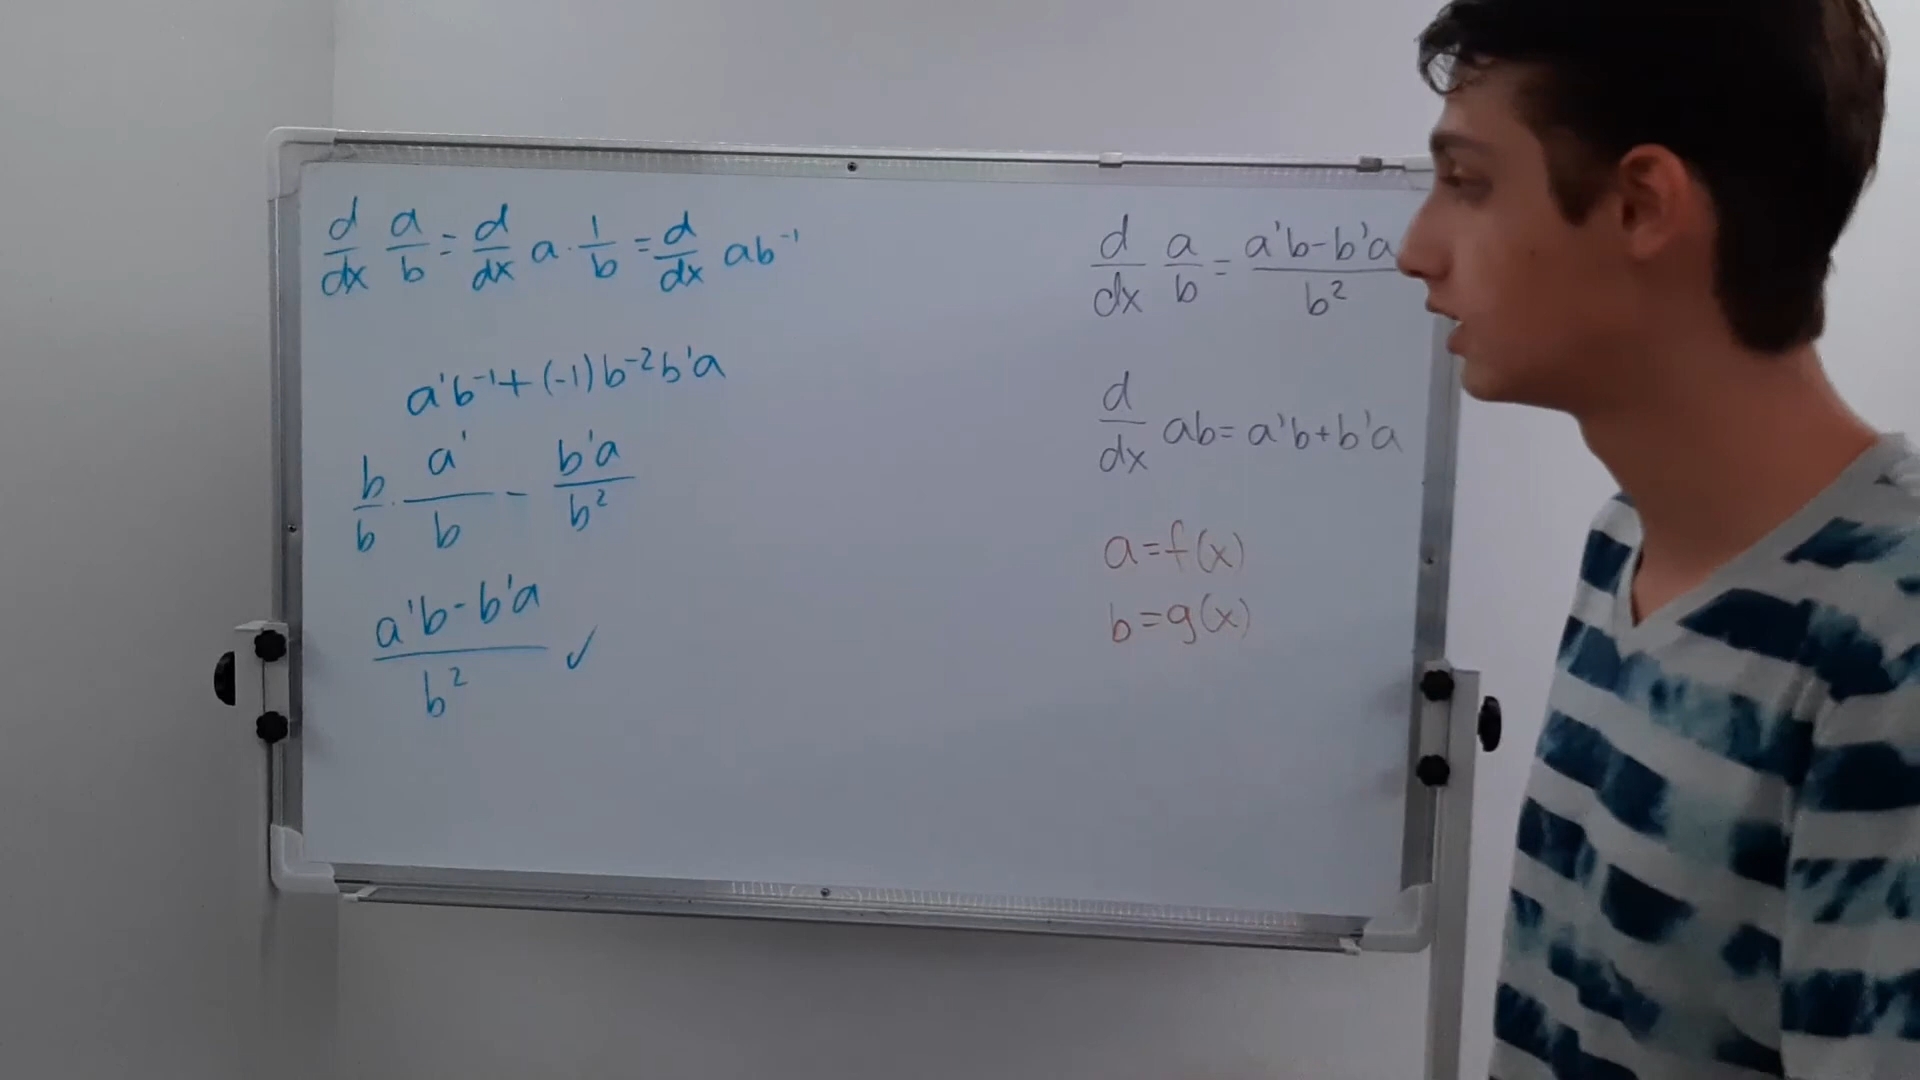 d/dx a/b = d/dx a · 1/b = d/dx ab⁻¹
a'b⁻¹ + (-1)b⁻²b'a
b/b · a'/b - b'a/b²
(a'b - b'a)/b² ✓
d/dx a/b = (a'b - b'a)/b²
d/dx ab = a'b + b'a
a = f(x)
b = g(x)